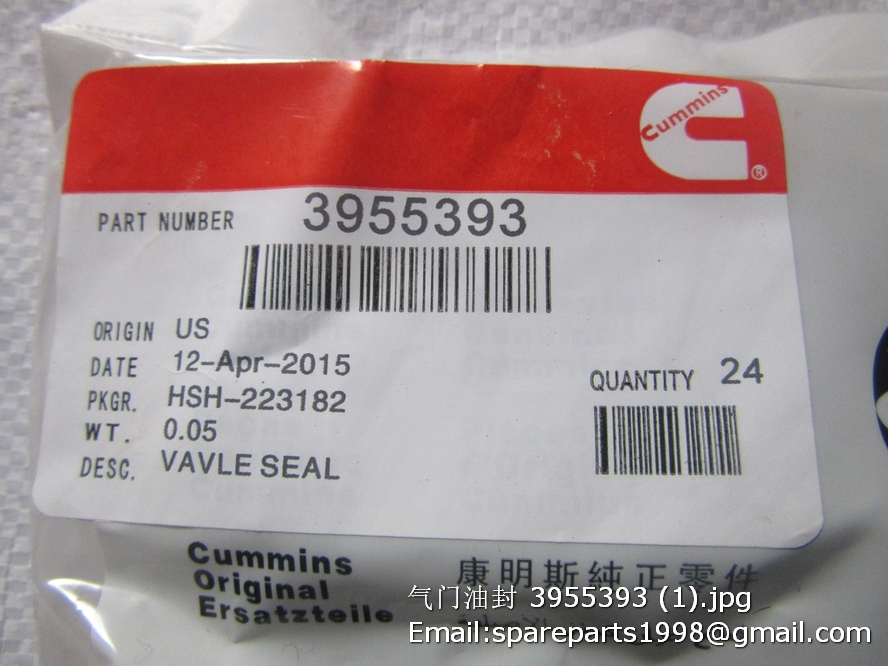 Cummins
®
PART NUMBER 3955393
ORIGIN US
DATE 12-Apr-2015
PKGR. HSH-223182
WT. 0.05
DESC. VAVLE SEAL
QUANTITY 24
Cummins
Original
Ersatzteile
康明斯純正零件
气门油封 3955393 (1).jpg
Email:spareparts1998@gmail.com